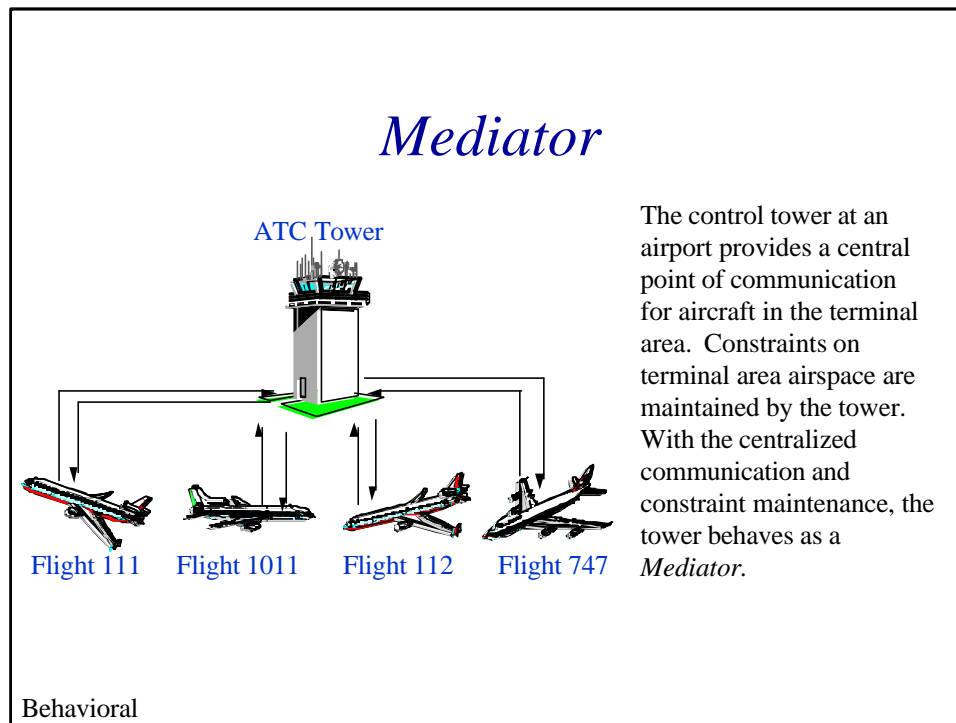 Mediator
ATC Tower
Flight 111
Flight 1011
Flight 112
Flight 747
The control tower at an
airport provides a central
point of communication
for aircraft in the terminal
area.  Constraints on
terminal area airspace are
maintained by the tower.
With the centralized
communication and
constraint maintenance, the
tower behaves as a
Mediator.
Behavioral